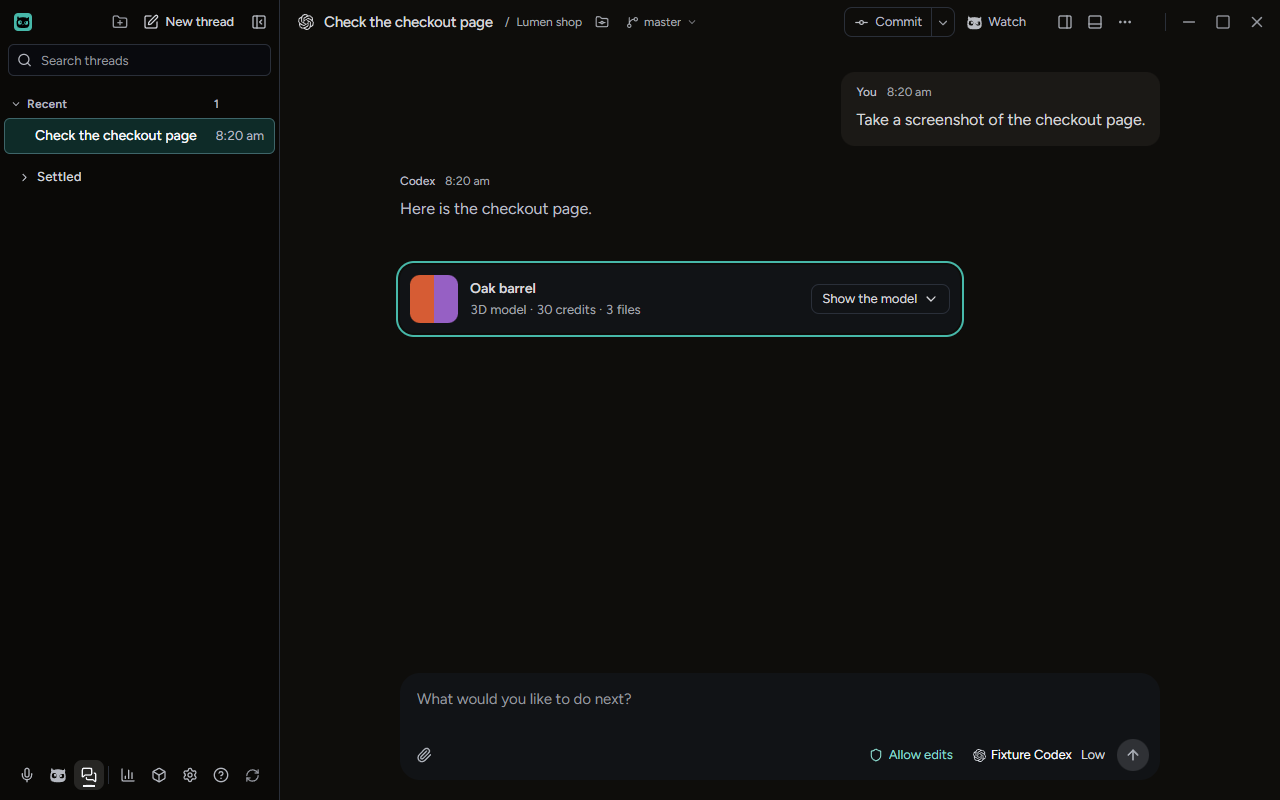 New thread
Search threads
Recent 1
Check the checkout page 8:20 am
Settled
Check the checkout page / Lumen shop master
Commit
Watch
You 8:20 am
Take a screenshot of the checkout page.
Codex 8:20 am
Here is the checkout page.
Oak barrel
3D model · 30 credits · 3 files
Show the model
What would you like to do next?
Allow edits Fixture Codex Low